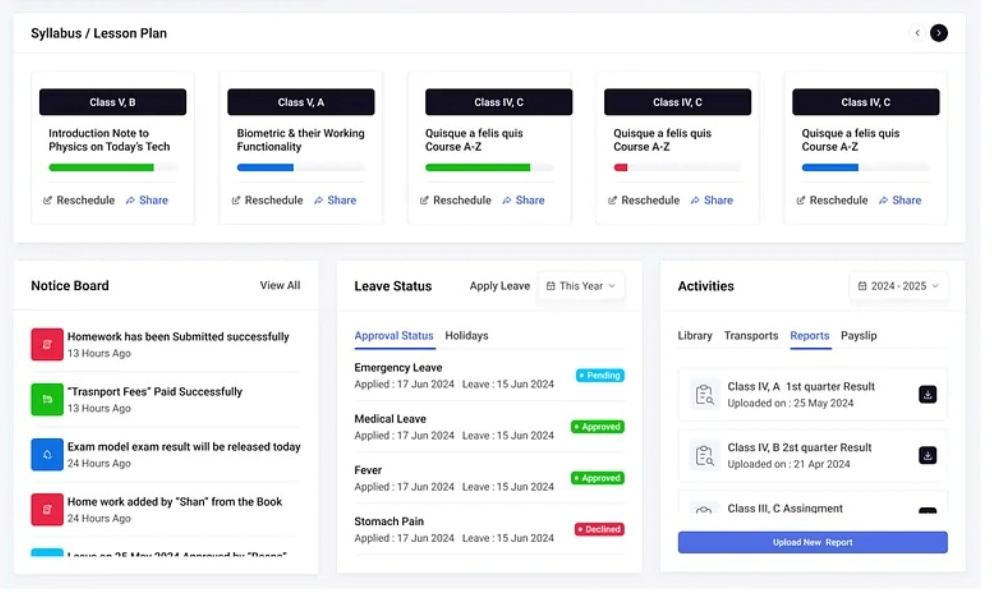 Syllabus / Lesson Plan
Class V, B
Introduction Note to
Physics on Today's Tech
Reschedule Share
Class V, A
Biometric & their Working
Functionality
Reschedule Share
Class IV, C
Quisque a felis quis
Course A-Z
Reschedule Share
Class IV, C
Quisque a felis quis
Course A-Z
Reschedule Share
Class IV, C
Quisque a felis quis
Course A-Z
Reschedule Share
Notice Board View All
Homework has been Submitted successfully
13 Hours Ago
"Trasnport Fees" Paid Successfully
13 Hours Ago
Exam model exam result will be released today
24 Hours Ago
Home work added by "Shan" from the Book
24 Hours Ago
Leave on 25 May 2024 Approved by
Leave Status Apply Leave This Year
Approval Status Holidays
Emergency Leave
Applied : 17 Jun 2024 Leave : 15 Jun 2024
Pending
Medical Leave
Applied : 17 Jun 2024 Leave : 15 Jun 2024
Approved
Fever
Applied : 17 Jun 2024 Leave : 15 Jun 2024
Approved
Stomach Pain
Applied : 17 Jun 2024 Leave : 15 Jun 2024
Declined
Activities 2024 - 2025
Library Transports Reports Payslip
Class IV, A 1st quarter Result
Uploaded on : 25 May 2024
Class IV, B 2st quarter Result
Uploaded on : 21 Apr 2024
Class III, C Assingment
Upload New Report